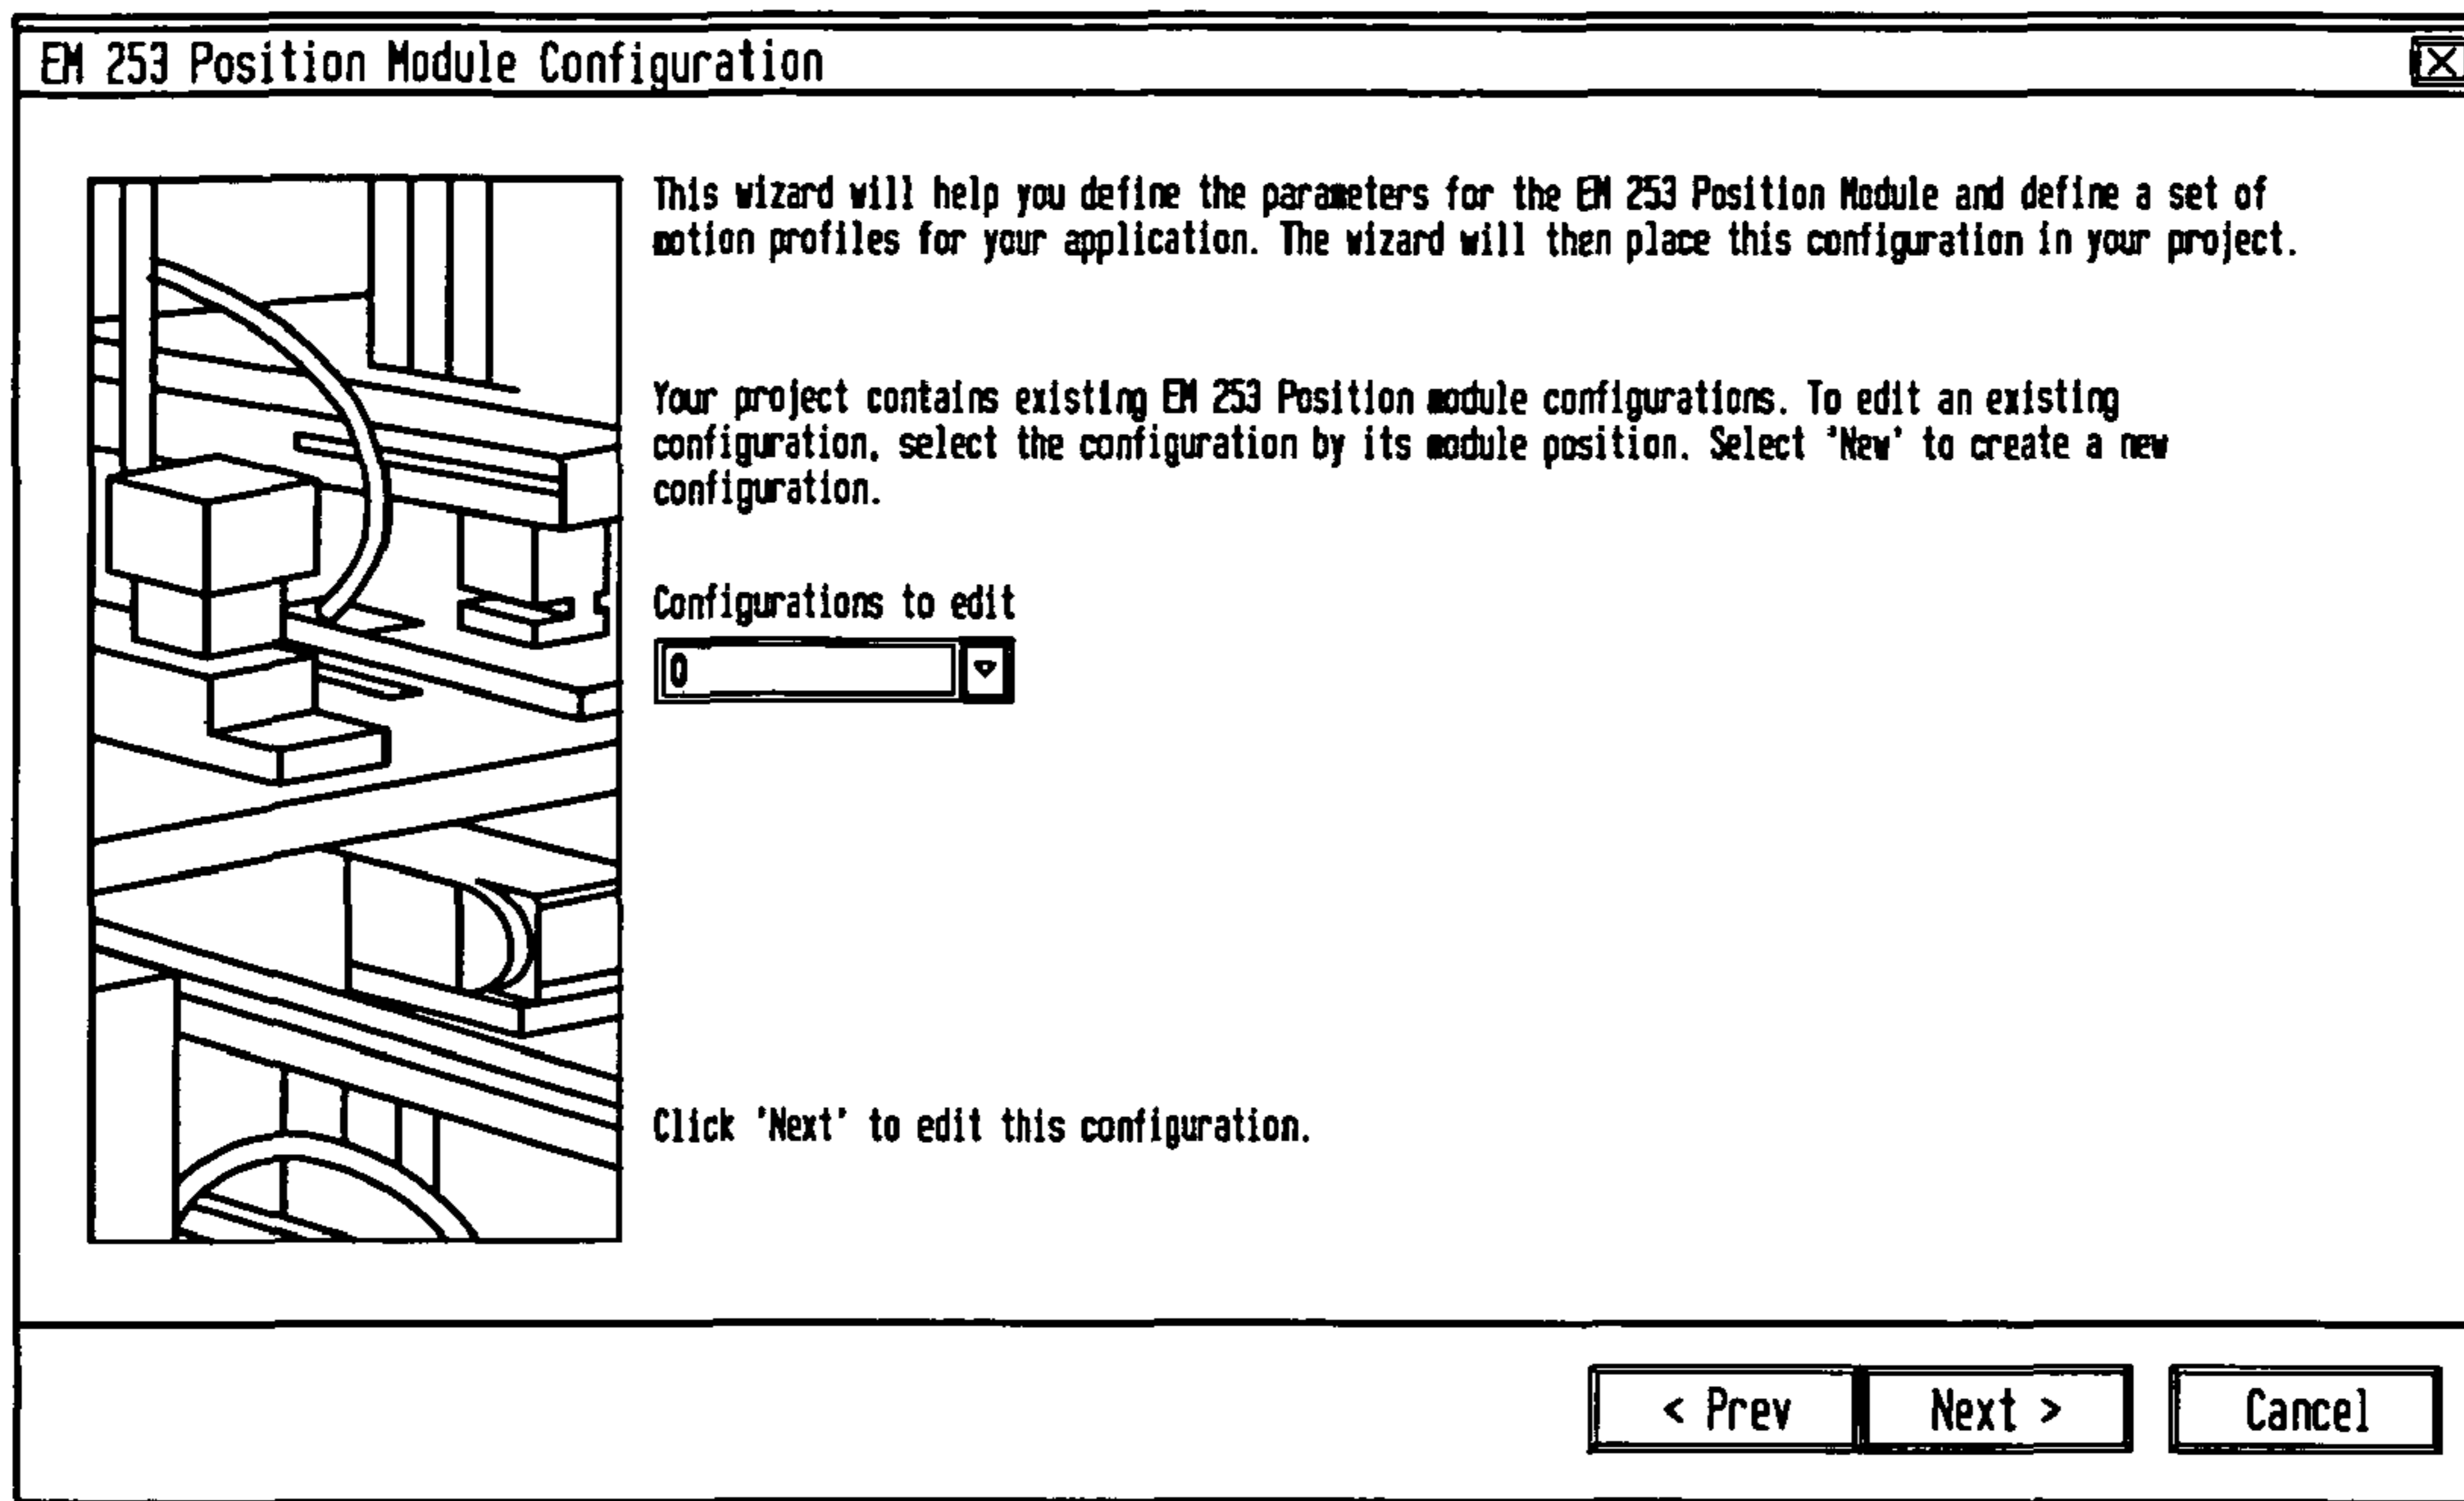 EM 253 Position Module Configuration
This wizard will help you define the parameters for the EM 253 Position Module and define a set of
motion profiles for your application. The wizard will then place this configuration in your project.
Your project contains existing EM 253 Position module configurations. To edit an existing
configuration, select the configuration by its module position. Select 'New' to create a new
configuration.
Configurations to edit
0
Click 'Next' to edit this configuration.
< Prev Next > Cancel